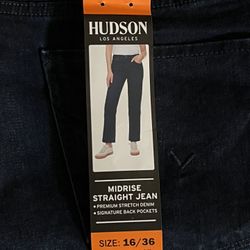 HUDSON
LOS ANGELES
MIDRISE
STRAIGHT JEAN
• PREMIUM STRETCH DENIM
• SIGNATURE BACK POCKETS
SIZE: 16/36